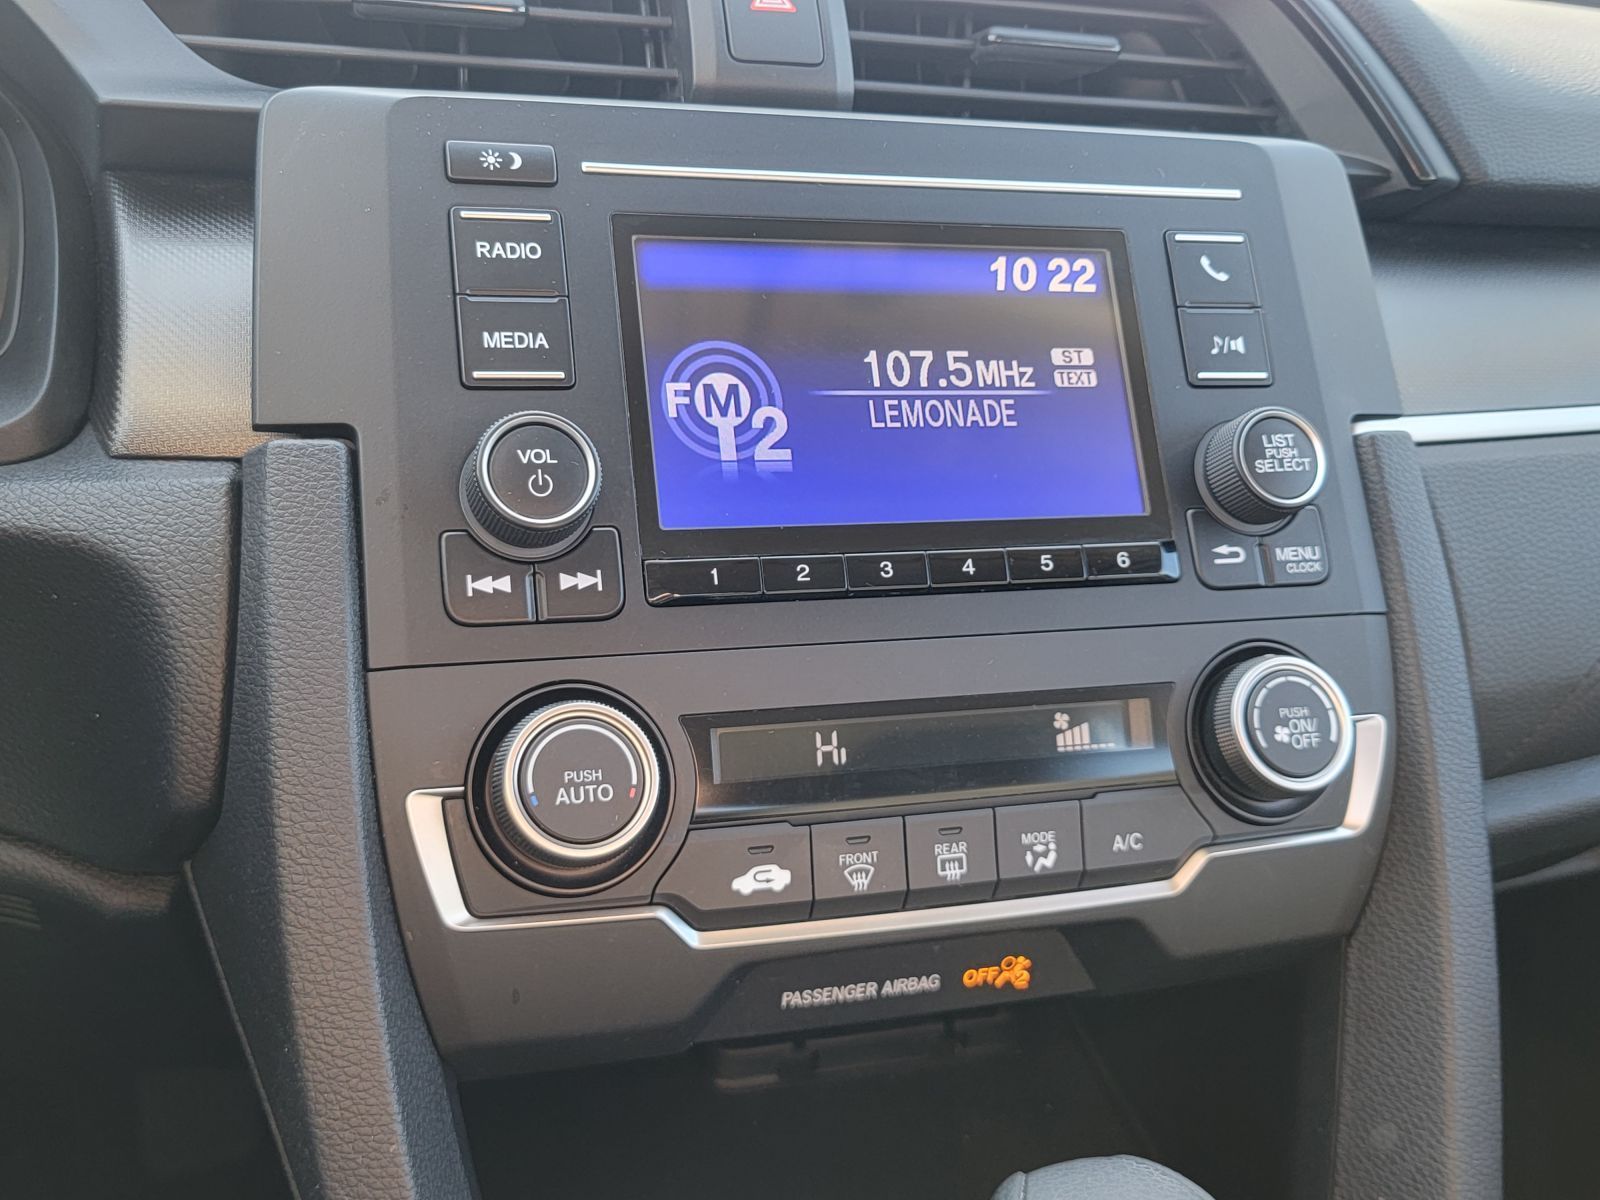 RADIO
MEDIA
VOL
10 22
FM2
107.5MHz ST
TEXT
LEMONADE
LIST
PUSH
SELECT
MENU
CLOCK
1 2 3 4 5 6
PUSH
AUTO
Hi
PUSH
ON/
OFF
FRONT
REAR
MODE
A/C
PASSENGER AIRBAG OFF 2